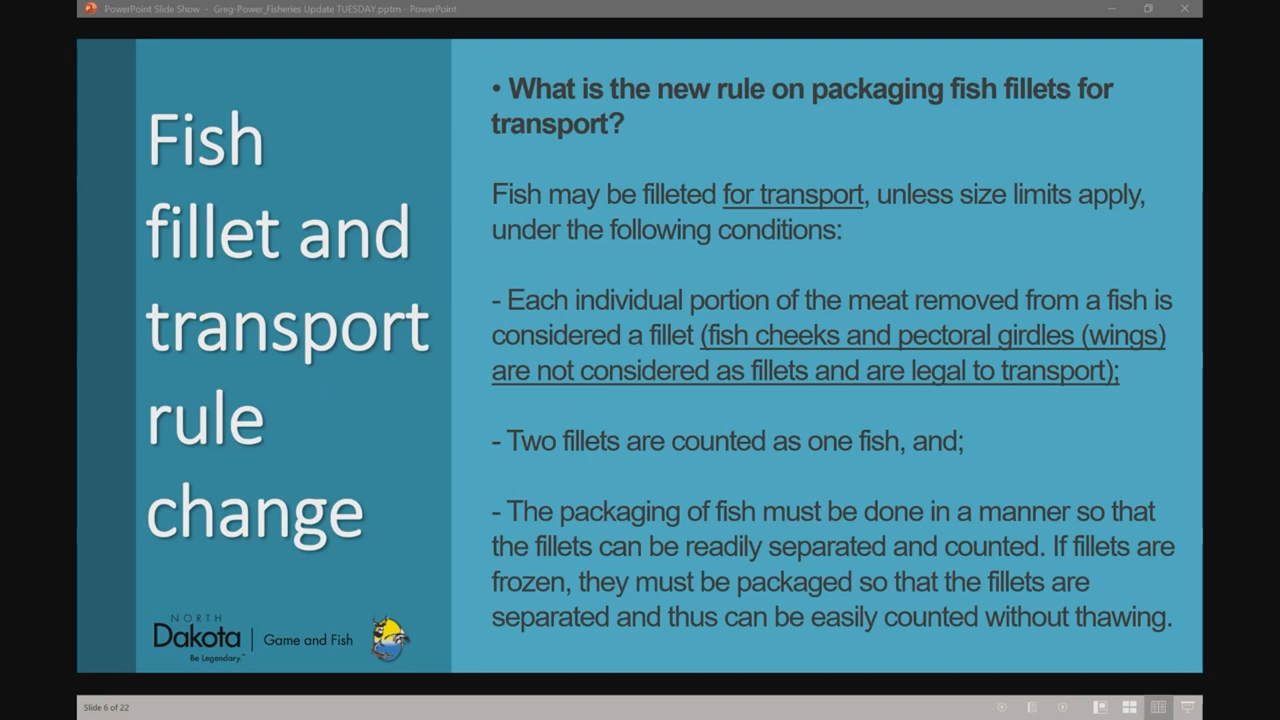 PowerPoint Slide Show - Greg-Power_Fisheries Update TUESDAY.pptm - PowerPoint
Fish
fillet and
transport
rule
change
NORTH
Dakota
Be Legendary.™
Game and Fish
• What is the new rule on packaging fish fillets for
transport?
Fish may be filleted for transport, unless size limits apply,
under the following conditions:
- Each individual portion of the meat removed from a fish is
considered a fillet (fish cheeks and pectoral girdles (wings)
are not considered as fillets and are legal to transport);
- Two fillets are counted as one fish, and;
- The packaging of fish must be done in a manner so that
the fillets can be readily separated and counted. If fillets are
frozen, they must be packaged so that the fillets are
separated and thus can be easily counted without thawing.
Slide 6 of 22